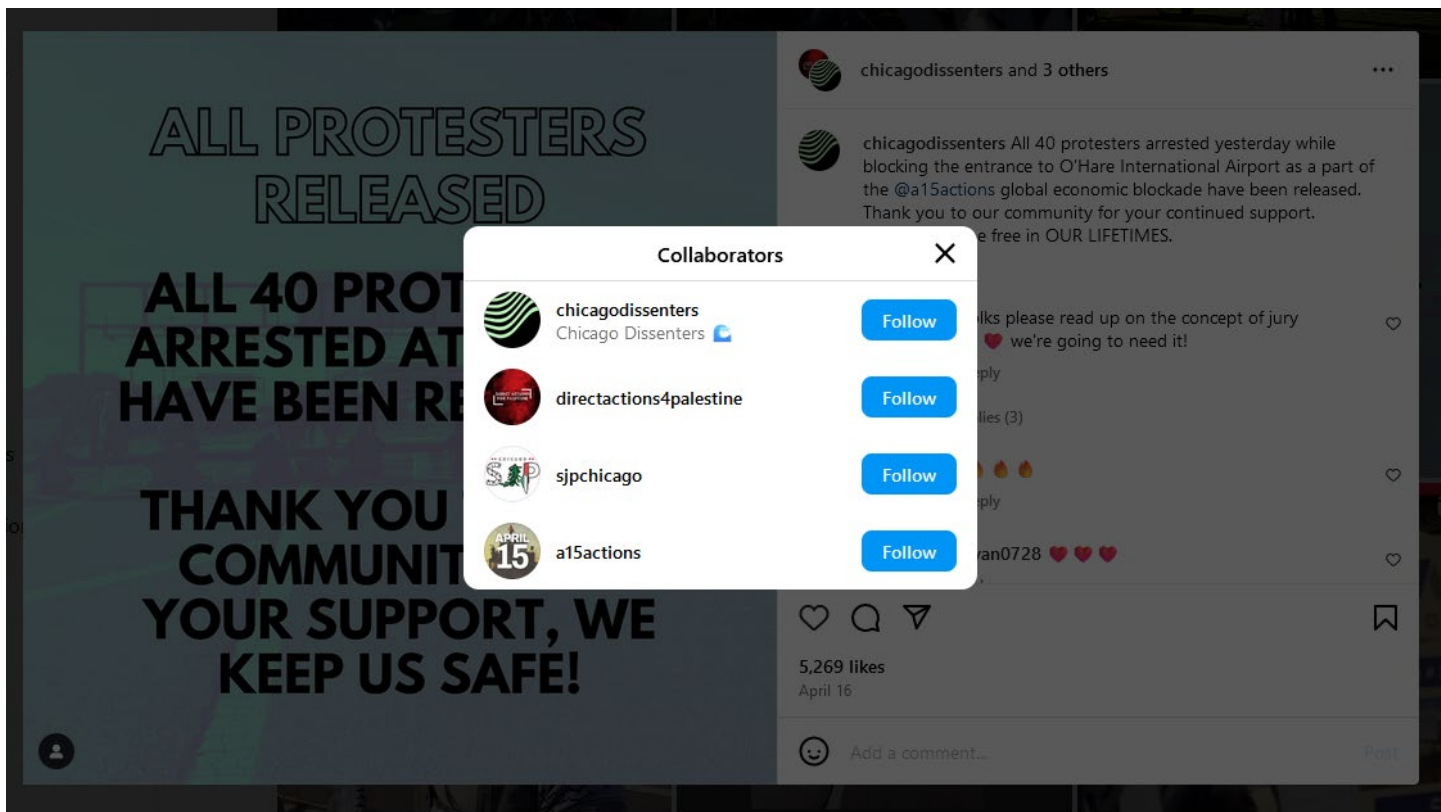 ALL PROTESTERS
RELEASED
ALL 40 PROT
ARRESTED AT
HAVE BEEN RE
THANK YOU
COMMUNIT
YOUR SUPPORT, WE
KEEP US SAFE!
chicagodissenters and 3 others
chicagodissenters All 40 protesters arrested yesterday while
blocking the entrance to O'Hare International Airport as a part of
the @a15actions global economic blockade have been released.
Thank you to our community for your continued support.
e free in OUR LIFETIMES.
lks please read up on the concept of jury
❤️ we're going to need it!
eply
lies (3)
🔥 🔥 🔥
eply
van0728 ❤️ ❤️ ❤️
5,269 likes
April 16
Add a comment...
Post
Collaborators
chicagodissenters
Chicago Dissenters 🌊
Follow
directactions4palestine
Follow
CHICAGO
SJP
sjpchicago
Follow
APRIL
15
a15actions
Follow